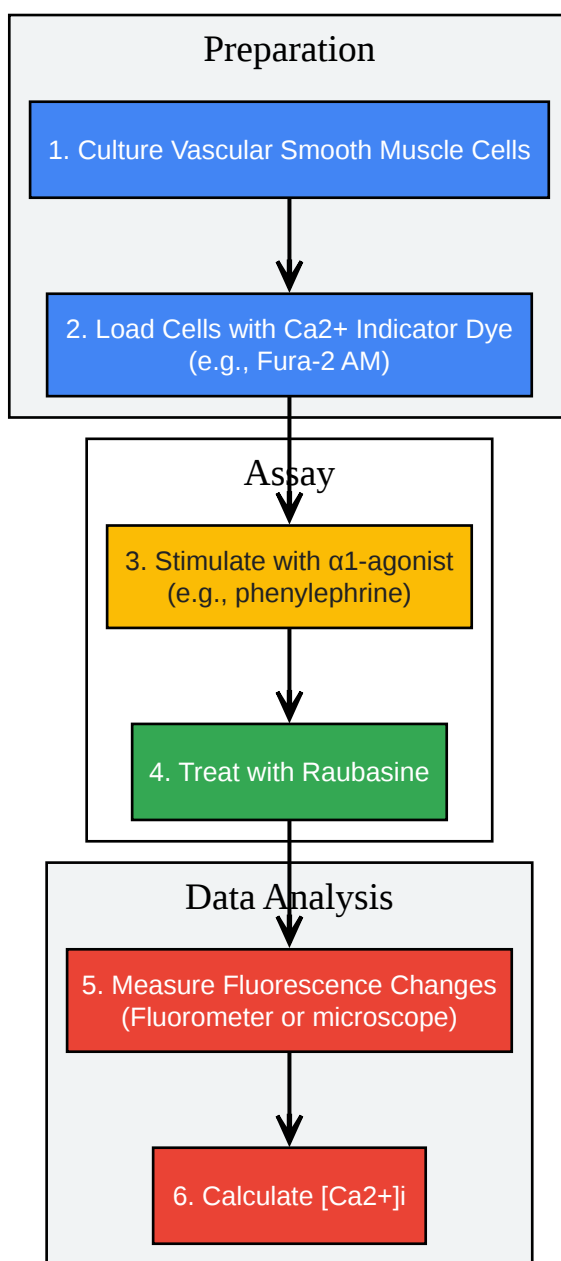 Preparation
1. Culture Vascular Smooth Muscle Cells
2. Load Cells with Ca2+ Indicator Dye
(e.g., Fura-2 AM)
Assay
3. Stimulate with α1-agonist
(e.g., phenylephrine)
4. Treat with Raubasine
Data Analysis
5. Measure Fluorescence Changes
(Fluorometer or microscope)
6. Calculate [Ca2+]i